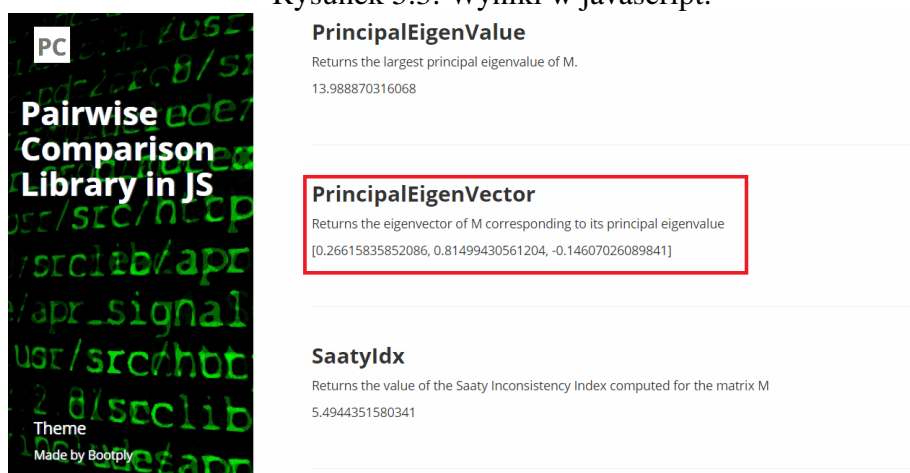 Rysunek 5.5: Wyniki w javascript.
PC
Pairwise
Comparison
Library in JS
Theme
Made by Bootply
PrincipalEigenValue
Returns the largest principal eigenvalue of M.
13.988870316068
PrincipalEigenVector
Returns the eigenvector of M corresponding to its principal eigenvalue
[0.26615835852086, 0.81499430561204, -0.14607026089841]
SaatyIdx
Returns the value of the Saaty Inconsistency Index computed for the matrix M
5.4944351580341